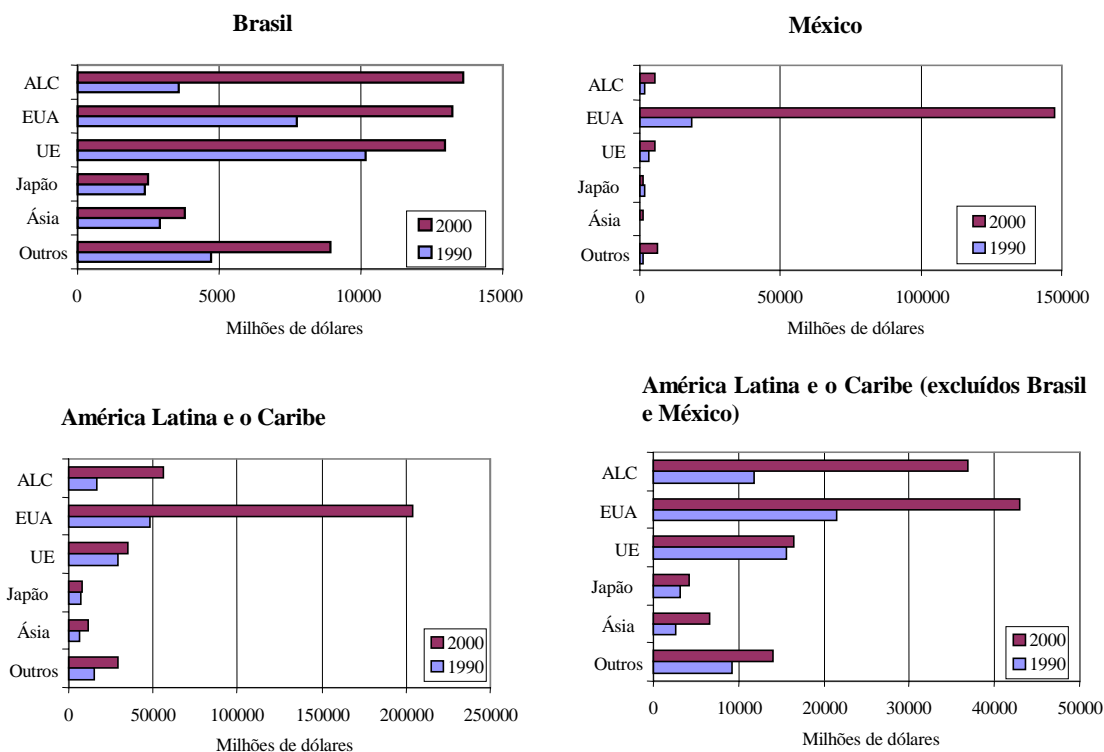 Brasil
ALC
EUA
UE
Japão
Ásia
Outros
2000
1990
0 5000 10000 15000
Milhões de dólares
México
ALC
EUA
UE
Japão
Ásia
Outros
2000
1990
0 50000 100000 150000
Milhões de dólares
América Latina e o Caribe
ALC
EUA
UE
Japão
Ásia
Outros
2000
1990
0 50000 100000 150000 200000 250000
Milhões de dólares
América Latina e o Caribe (excluídos Brasil
e México)
ALC
EUA
UE
Japão
Ásia
Outros
2000
1990
0 10000 20000 30000 40000 50000
Milhões de dólares